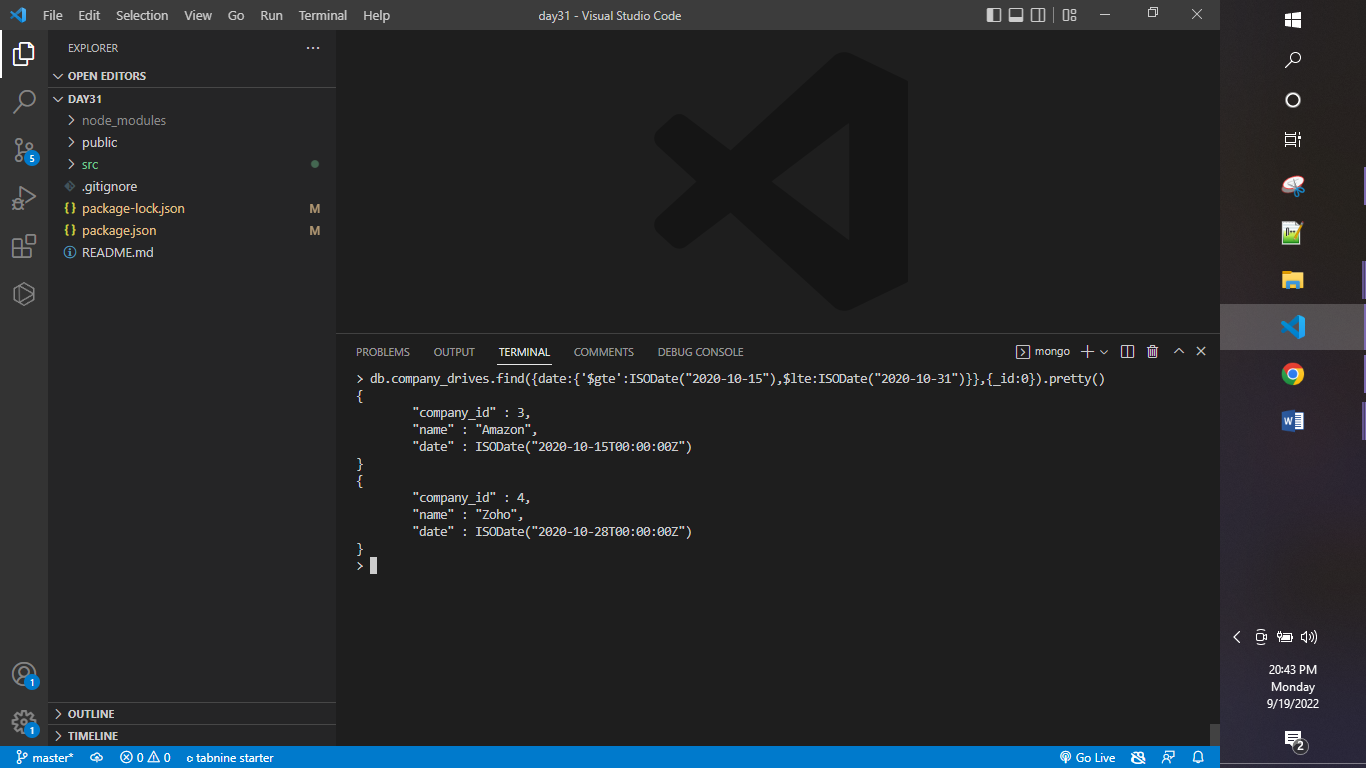 File Edit Selection View Go Run Terminal Help
day31 - Visual Studio Code
EXPLORER
OPEN EDITORS
DAY31
node_modules
public
src
.gitignore
{} package-lock.json M
{} package.json M
README.md
OUTLINE
TIMELINE
5
1
1
PROBLEMS OUTPUT TERMINAL COMMENTS DEBUG CONSOLE
mongo
> db.company_drives.find({date:{'$gte':ISODate("2020-10-15"),$lte:ISODate("2020-10-31")}},{_id:0}).pretty()
{
"company_id" : 3,
"name" : "Amazon",
"date" : ISODate("2020-10-15T00:00:00Z")
}
{
"company_id" : 4,
"name" : "Zoho",
"date" : ISODate("2020-10-28T00:00:00Z")
}
>
master* 0 0 tabnine starter
Go Live
20:43 PM
Monday
9/19/2022
2